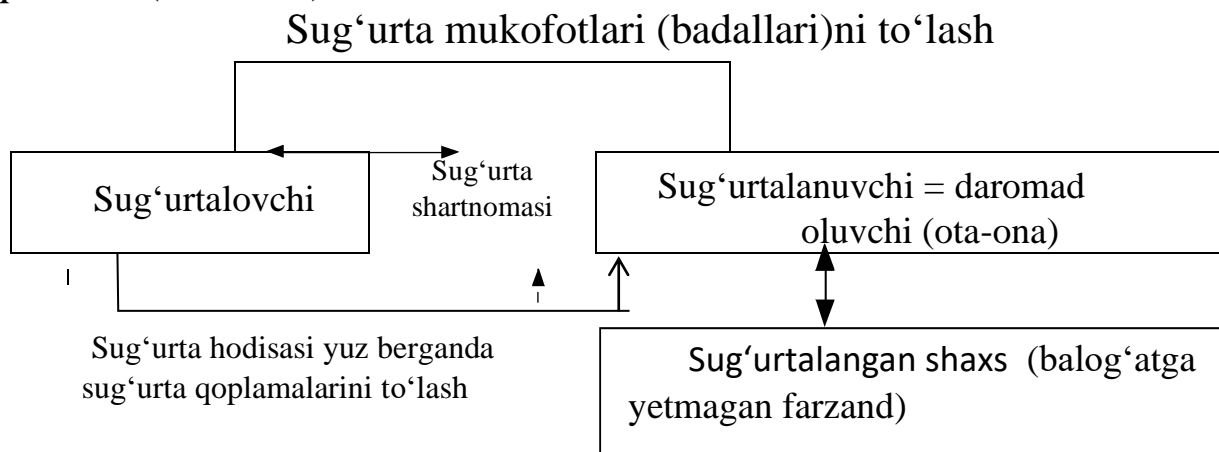 Sug‘urta mukofotlari (badallari)ni to‘lash
Sug‘urtalovchi
Sug‘urta
shartnomasi
Sug‘urtalanuvchi = daromad
oluvchi (ota-ona)
Sug‘urta hodisasi yuz berganda
sug‘urta qoplamalarini to‘lash
Sug‘urtalangan shaxs (balog‘atga
yetmagan farzand)